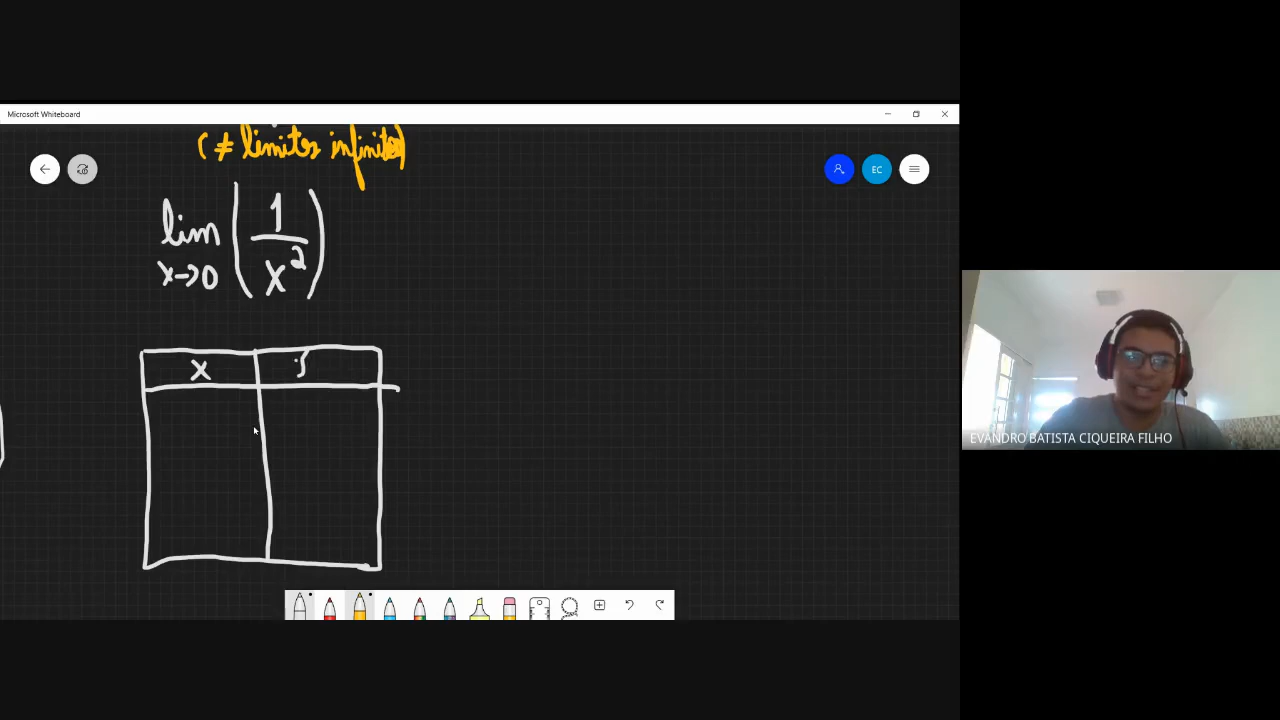 Microsoft Whiteboard
(≠ limites infinitos)
EC
lim (1/x²)
x→0
x
EVANDRO BATISTA CIQUEIRA FILHO